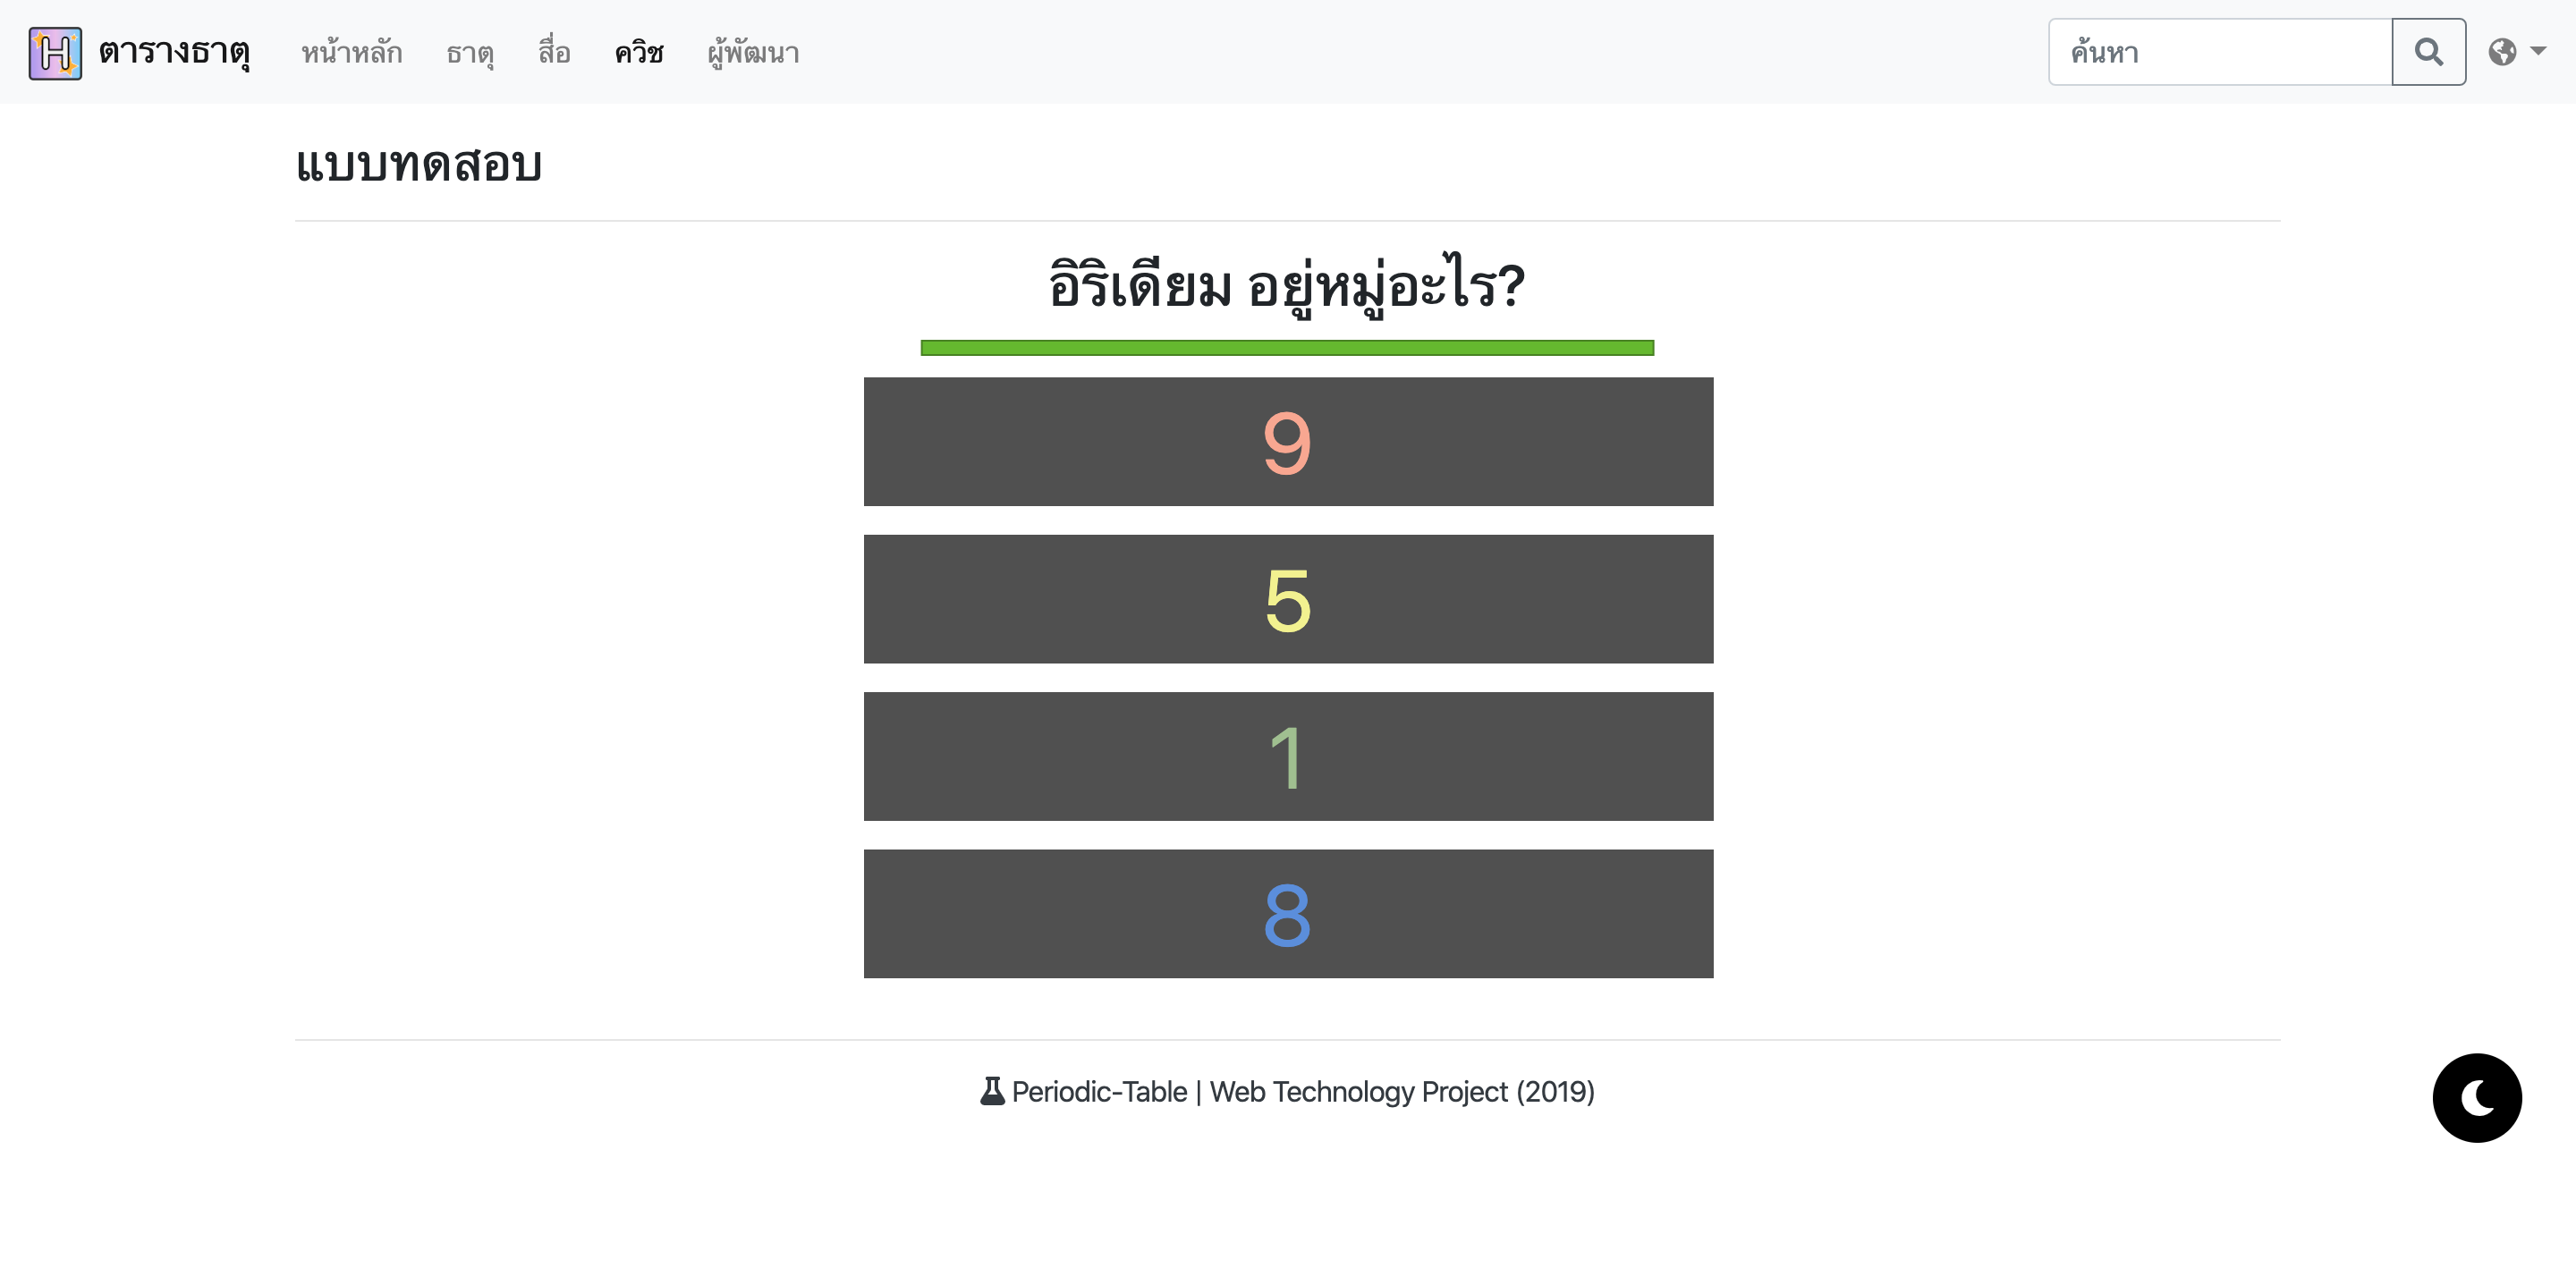 H ตารางธาตุ หน้าหลัก ธาตุ สื่อ ควิช ผู้พัฒนา ค้นหา
แบบทดสอบ
อิริเดียม อยู่หมู่อะไร?
9
5
1
8
Periodic-Table | Web Technology Project (2019)